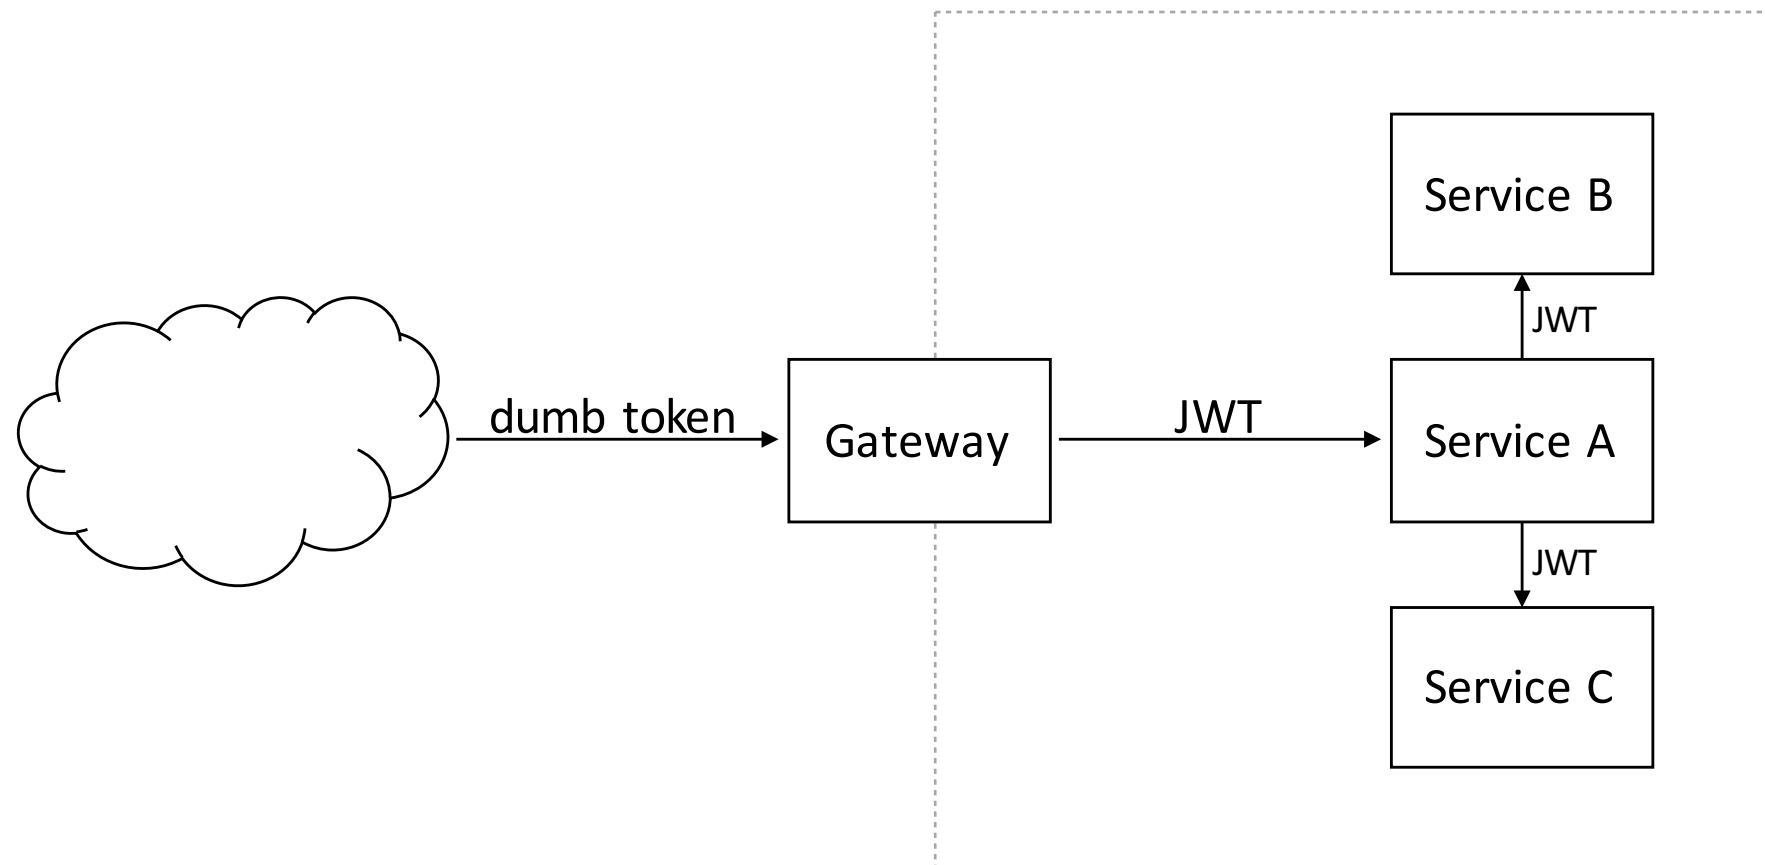 Service B
JWT
dumb token
Gateway
JWT
Service A
JWT
Service C